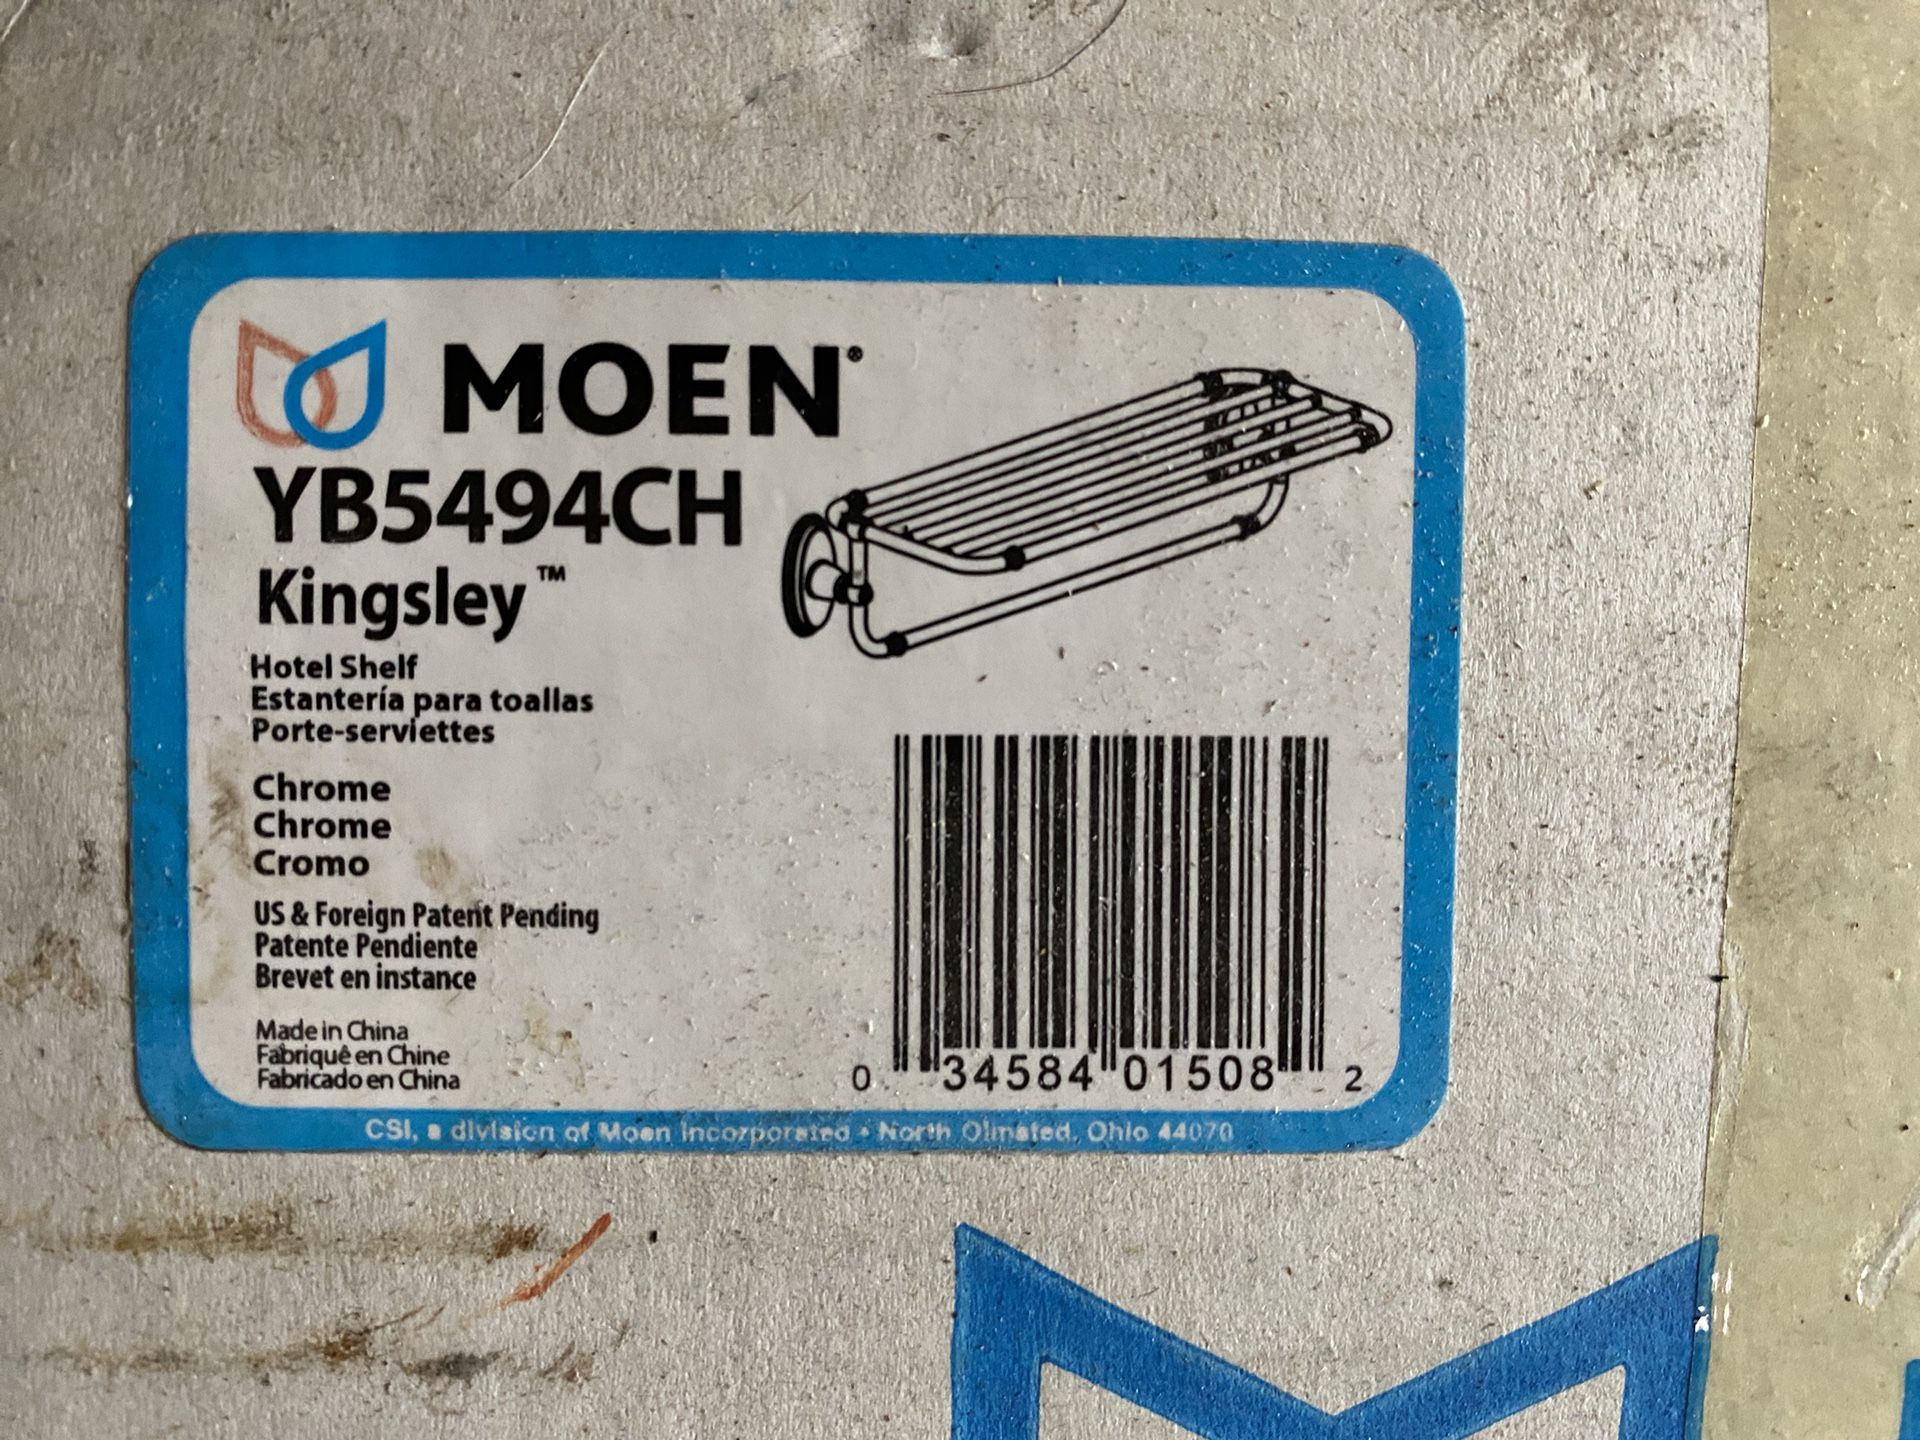 MOEN®
YB5494CH
Kingsley™
Hotel Shelf
Estantería para toallas
Porte-serviettes
Chrome
Chrome
Cromo
US & Foreign Patent Pending
Patente Pendiente
Brevet en instance
Made in China
Fabriqué en Chine
Fabricado en China
0 34584 01508 2
CSI, a division of Moen Incorporated • North Olmsted, Ohio 44070